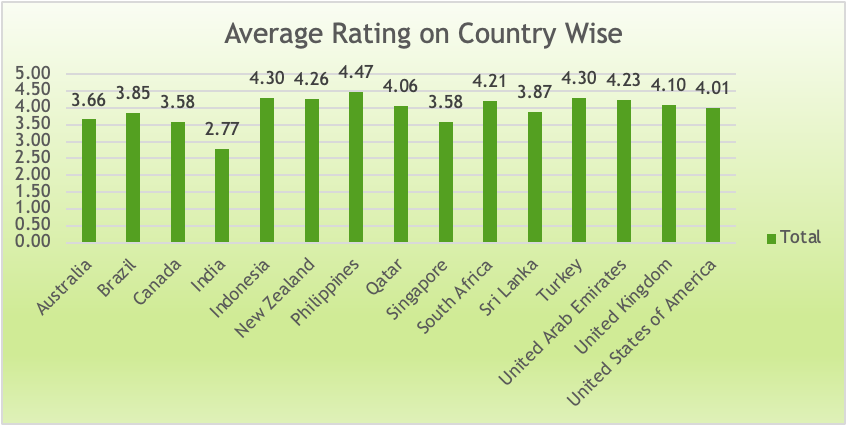 Average Rating on Country Wise
5.00
4.50
4.00
3.50
3.00
2.50
2.00
1.50
1.00
0.50
0.00
3.66
3.85
3.58
2.77
4.30
4.26
4.47
4.06
3.58
4.21
3.87
4.30
4.23
4.10
4.01
Australia
Brazil
Canada
India
Indonesia
New Zealand
Philippines
Qatar
Singapore
South Africa
Sri Lanka
Turkey
United Arab Emirates
United Kingdom
United States of America
Total